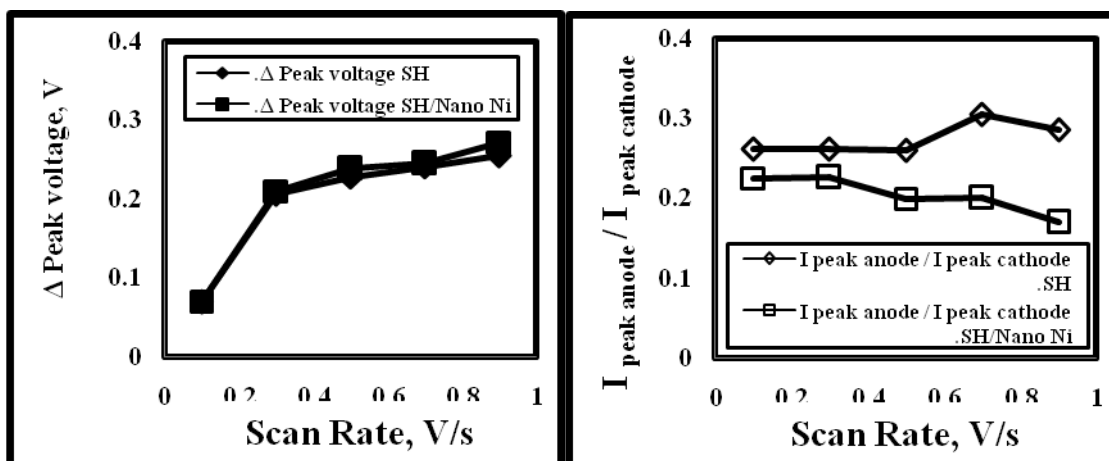 0.4
0.3
0.2
0.1
0
Δ Peak voltage, V
.Δ Peak voltage SH
.Δ Peak voltage SH/Nano Ni
0 0.2 0.4 0.6 0.8 1
Scan Rate, V/s
0.4
0.3
0.2
0.1
0
I peak anode / I peak cathode
I peak anode / I peak cathode
.SH
I peak anode / I peak cathode
.SH/Nano Ni
0 0.2 0.4 0.6 0.8 1
Scan Rate, V/s